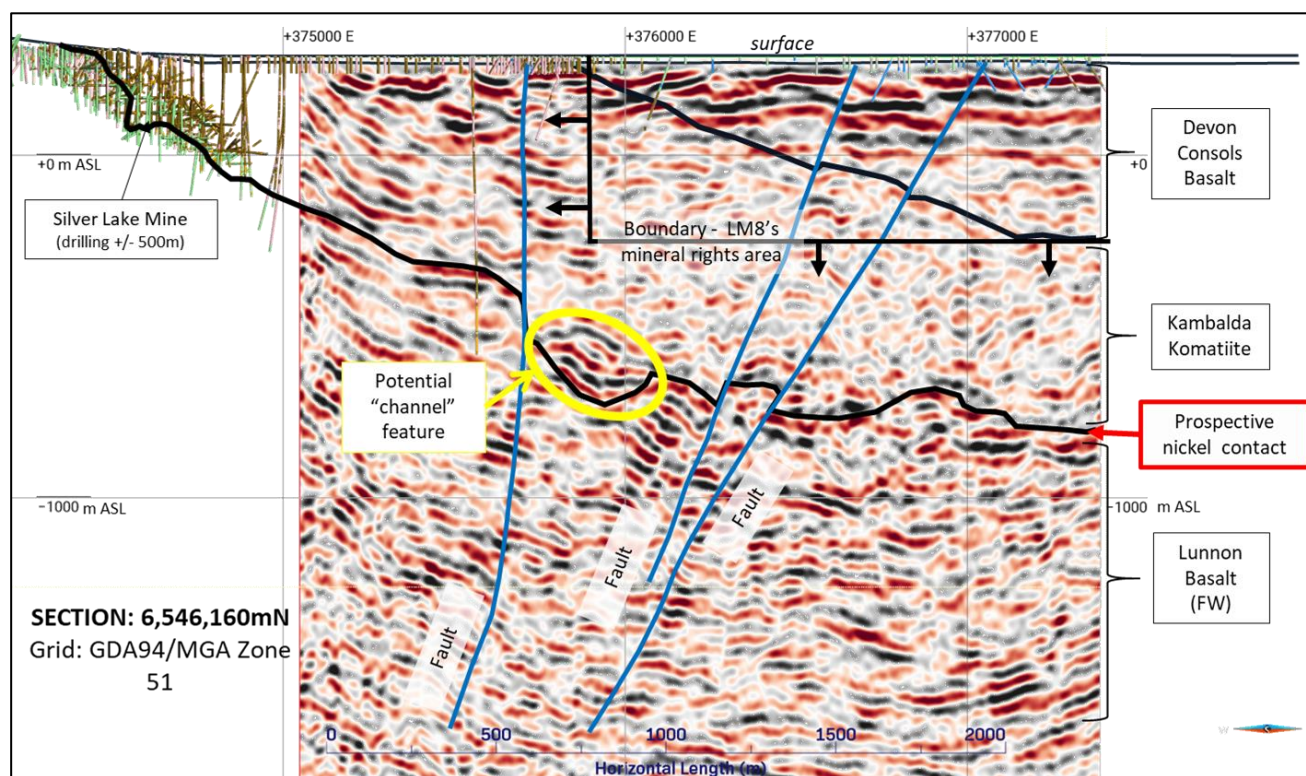 +375000 E
+376000 E
surface
+377000 E
+0 m ASL
+0
Devon
Consols
Basalt
Silver Lake Mine
(drilling +/- 500m)
Boundary - LM8's
mineral rights area
Kambalda
Komatiite
Potential
"channel"
feature
Prospective
nickel contact
−1000 m ASL
-1000 m ASL
Fault
Fault
Fault
Lunnon
Basalt
(FW)
SECTION: 6,546,160mN
Grid: GDA94/MGA Zone
51
0 500 1000 1500 2000
Horizontal Length (m)
W